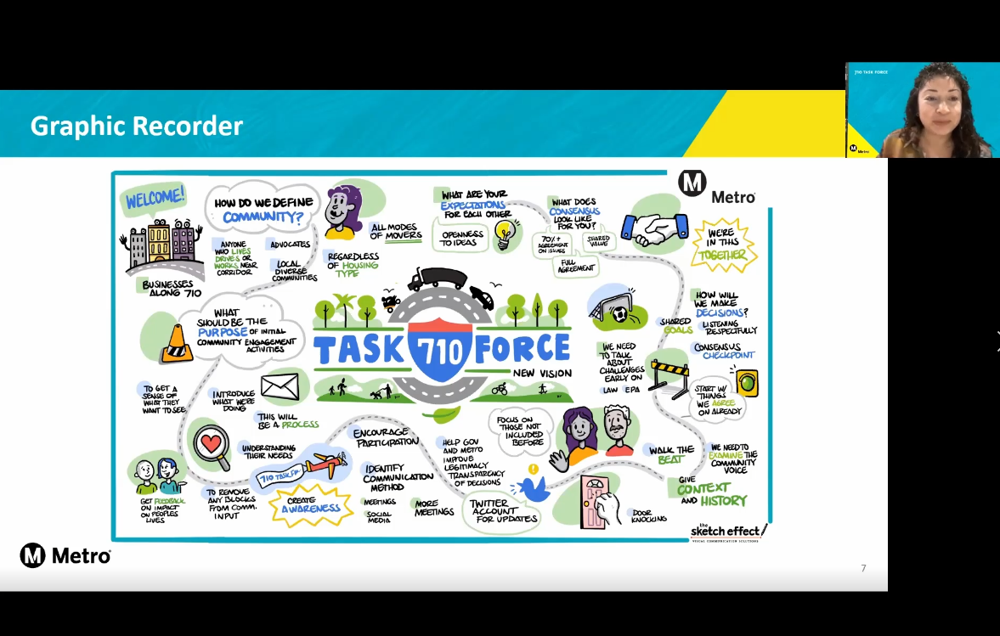 710 TASK FORCE
M Metro
Graphic Recorder
M
Metro
WELCOME!
BUSINESSES
ALONG 710
HOW DO WE DEFINE
COMMUNITY?
ANYONE
WHO LIVES
DRIVES OR
WORKS NEAR
CORRIDOR
ADVOCATES
LOCAL
DIVERSE
COMMUNITIES
ALL MODES
OF MOVERS
REGARDLESS
OF HOUSING
TYPE
WHAT ARE YOUR
EXPECTATIONS
FOR EACH OTHER
OPENNESS
TO IDEAS
WHAT DOES
CONSENSUS
LOOK LIKE
FOR YOU?
70%+
AGREEMENT
ON ISSUES
SHARED
VALUE
FULL
AGREEMENT
WE'RE
IN THIS
TOGETHER
HOW WILL
WE MAKE
DECISIONS?
SHARED
GOALS
LISTENING
RESPECTFULLY
CONSENSUS
CHECKPOINT
START W/
THINGS
WE AGREE
ON ALREADY
WE NEED
TO TALK
ABOUT
CHALLENGES
EARLY ON
LAW EPA
TASK 710 FORCE
NEW VISION
WHAT
SHOULD BE THE
PURPOSE OF INITIAL
COMMUNITY ENGAGEMENT
ACTIVITIES
TO GET A
SENSE OF
WHAT THEY
WANT TO SEE
INTRODUCE
WHAT WE'RE
DOING
THIS WILL
BE A PROCESS
UNDERSTANDING
THEIR NEEDS
GET FEEDBACK
ON IMPACT
ON PEOPLES
LIVES
TO REMOVE
ANY BLOCKS
FROM COMM.
INPUT
710 TASK
CREATE
AWARENESS
ENCOURAGE
PARTICIPATION
IDENTIFY
COMMUNICATION
METHOD
MEETINGS
SOCIAL
MEDIA
MORE
MEETINGS
HELP GOV
AND METRO
IMPROVE
LEGITIMACY
TRANSPARENCY
OF DECISIONS
TWITTER
ACCOUNT
FOR UPDATES
FOCUS ON
THOSE NOT
INCLUDED
BEFORE
DOOR
KNOCKING
WALK THE
BEAT
WE NEED TO
EXAMINE THE
COMMUNITY
VOICE
GIVE
CONTEXT
AND HISTORY
the
sketch effect
VISUAL COMMUNICATION SOLUTIONS
M Metro
7